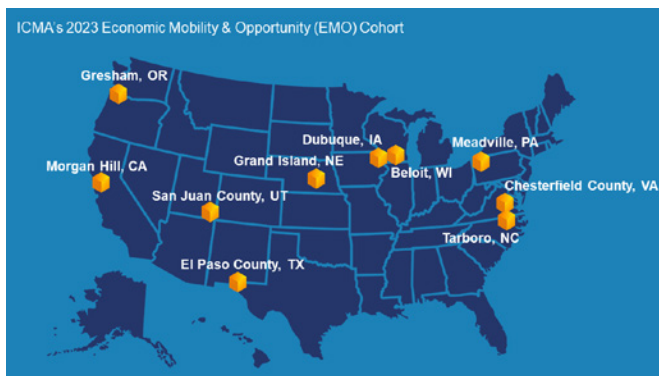 ICMA's 2023 Economic Mobility & Opportunity (EMO) Cohort
Gresham, OR
Dubuque, IA
Meadville, PA
Morgan Hill, CA
Grand Island, NE
Beloit, WI
San Juan County, UT
Chesterfield County, VA
Tarboro, NC
El Paso County, TX